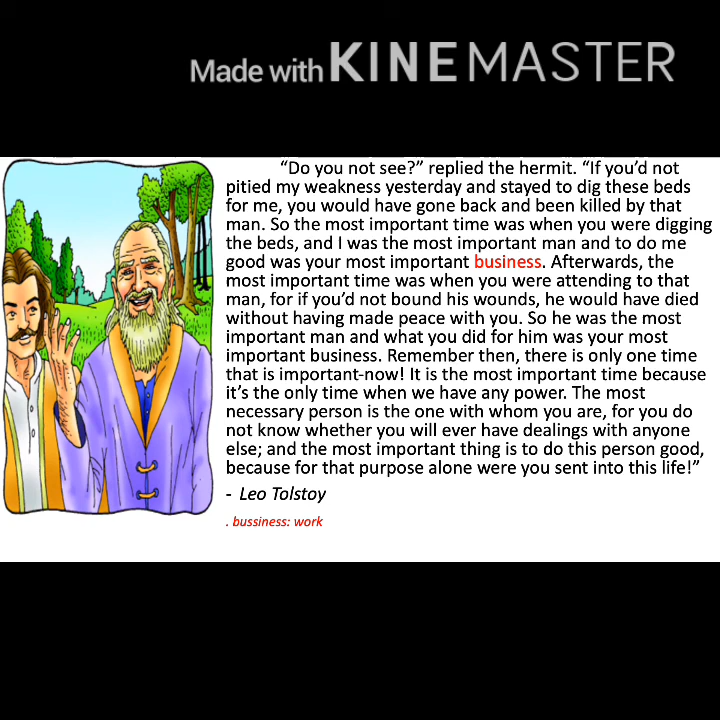 Made with KINEMASTER
“Do you not see?” replied the hermit. “If you’d not
pitied my weakness yesterday and stayed to dig these beds
for me, you would have gone back and been killed by that
man. So the most important time was when you were digging
the beds, and I was the most important man and to do me
good was your most important business. Afterwards, the
most important time was when you were attending to that
man, for if you’d not bound his wounds, he would have died
without having made peace with you. So he was the most
important man and what you did for him was your most
important business. Remember then, there is only one time
that is important-now! It is the most important time because
it’s the only time when we have any power. The most
necessary person is the one with whom you are, for you do
not know whether you will ever have dealings with anyone
else; and the most important thing is to do this person good,
because for that purpose alone were you sent into this life!”
- Leo Tolstoy
. bussiness: work